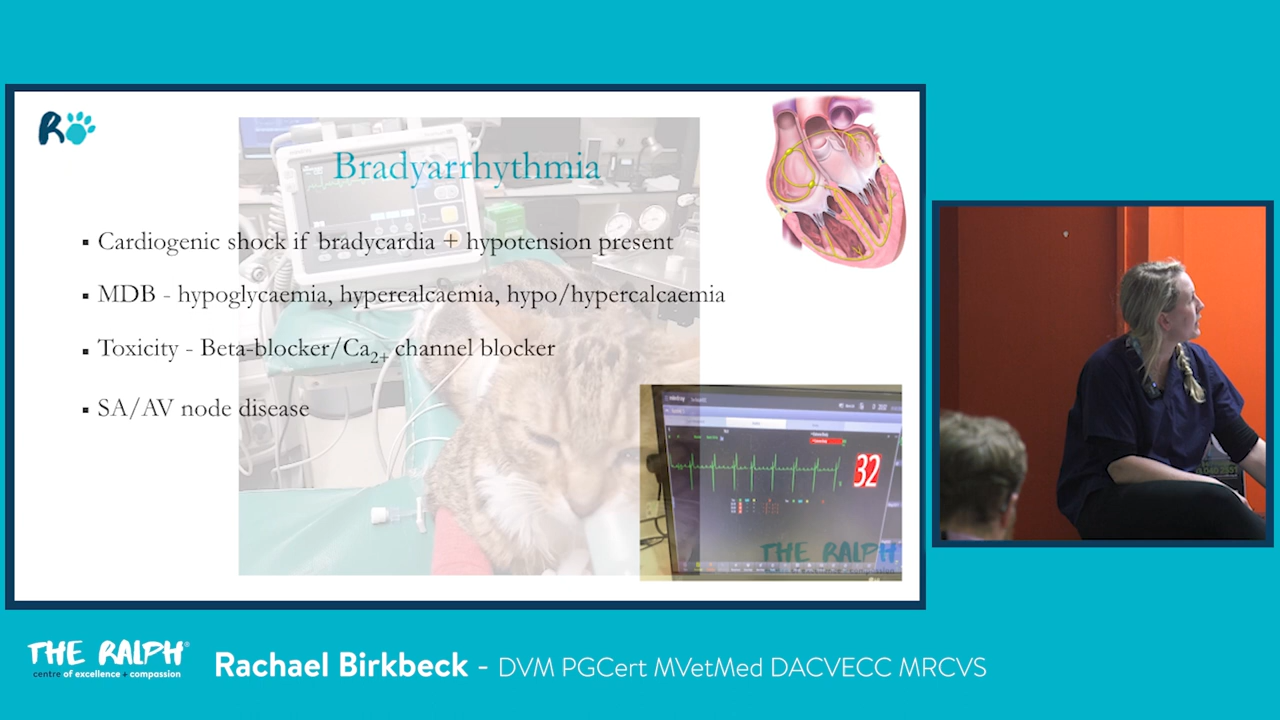 R
Bradyarrhythmia
▪ Cardiogenic shock if bradycardia + hypotension present
▪ MDB - hypoglycaemia, hypercalcaemia, hypo/hypercalcaemia
▪ Toxicity - Beta-blocker/Ca2+ channel blocker
▪ SA/AV node disease
32
THE RALPH
THE RALPH®
centre of excellence + compassion
Rachael Birkbeck - DVM PGCert MVetMed DACVECC MRCVS